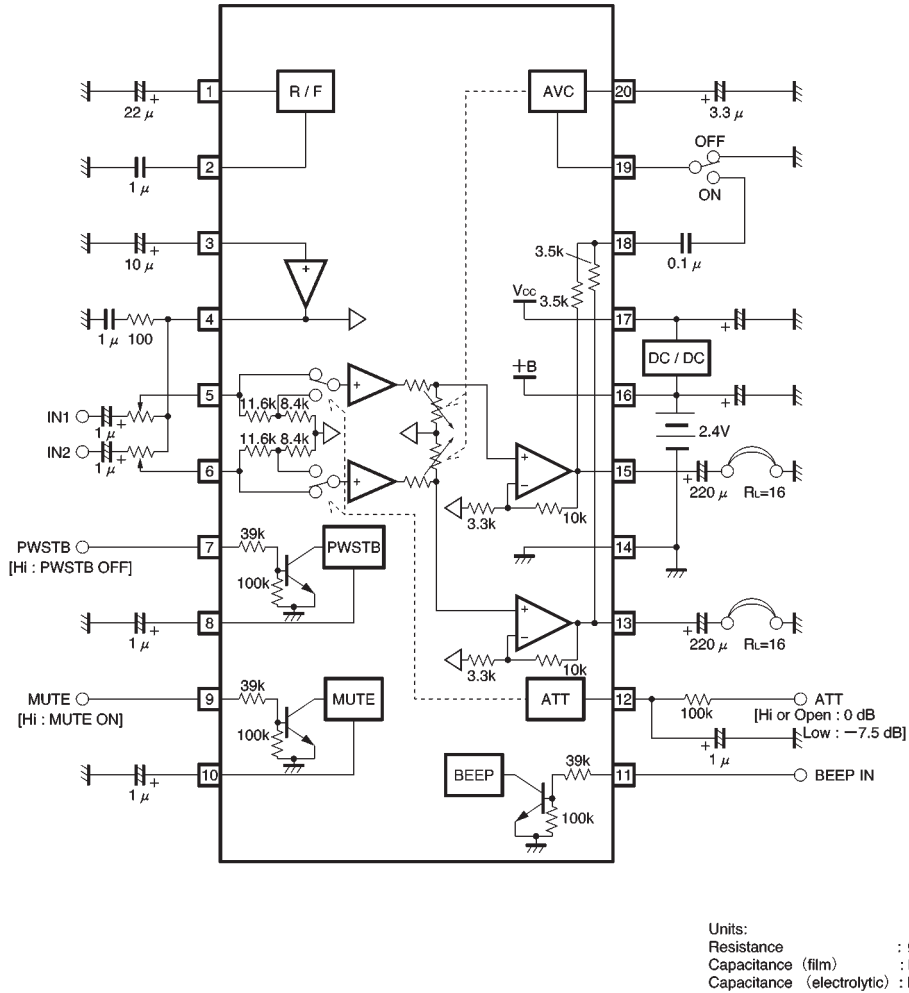 1
R / F
AVC
20
22 μ
3.3 μ
OFF
2
19
1 μ
ON
3
18
10 μ
3.5k
0.1 μ
Vcc
3.5k
4
17
1 μ
100
DC / DC
+B
5
16
IN1
1 μ
11.6k
8.4k
2.4V
IN2
1 μ
11.6k
8.4k
6
15
220 μ
RL=16
3.3k
10k
39k
PWSTB
7
PWSTB
14
[Hi : PWSTB OFF]
100k
8
13
1 μ
220 μ
RL=16
3.3k
10k
39k
MUTE
9
MUTE
ATT
12
ATT
[Hi : MUTE ON]
100k
100k
[Hi or Open : 0 dB
Low : −7.5 dB]
1 μ
10
BEEP
39k
11
BEEP IN
1 μ
100k
Units:
Resistance :
Capacitance (film) :
Capacitance (electrolytic) :